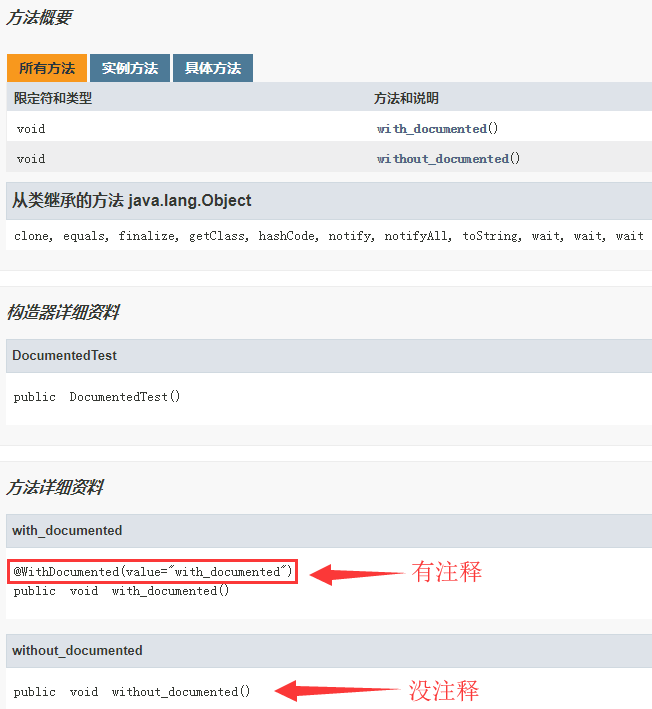 方法概要
所有方法 实例方法 具体方法
限定符和类型 方法和说明
void with_documented()
void without_documented()
从类继承的方法 java.lang.Object
clone, equals, finalize, getClass, hashCode, notify, notifyAll, toString, wait, wait, wait
构造器详细资料
DocumentedTest
public DocumentedTest()
方法详细资料
with_documented
@WithDocumented(value="with_documented")
有注释
public void with_documented()
without_documented
public void without_documented()
没注释